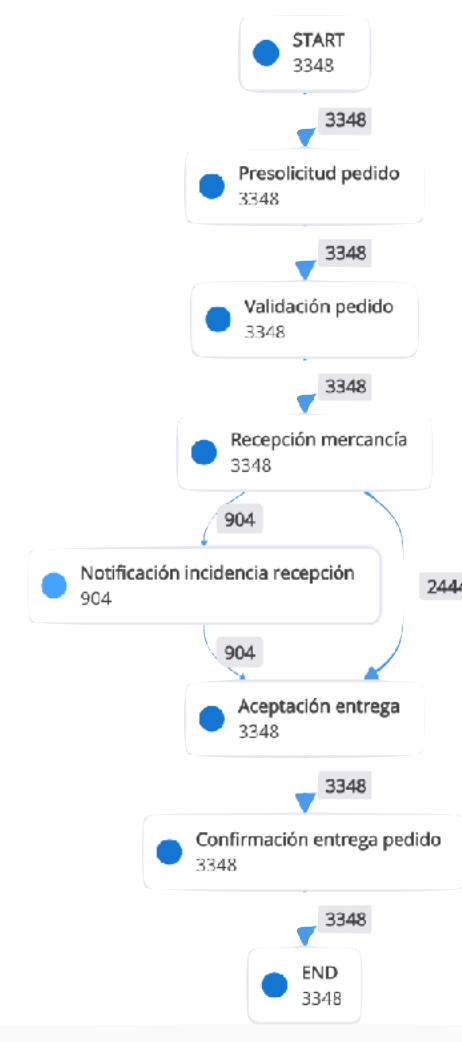 START
3348
3348
Presolicitud pedido
3348
3348
Validación pedido
3348
3348
Recepción mercancía
3348
904
Notificación incidencia recepción
904
2444
904
Aceptación entrega
3348
3348
Confirmación entrega pedido
3348
3348
END
3348